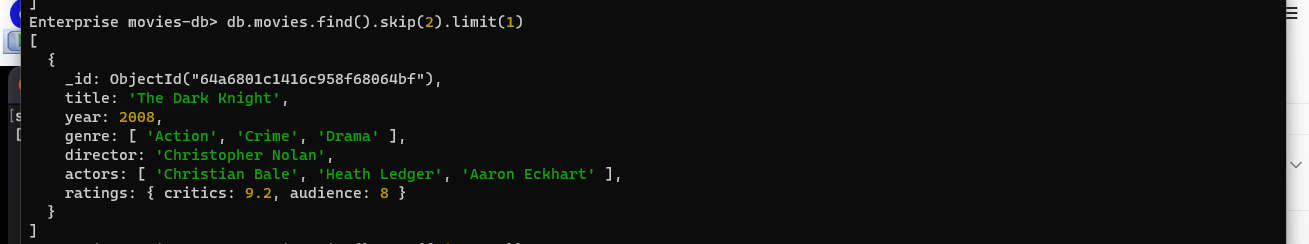 ]
Enterprise movies-db> db.movies.find().skip(2).limit(1)
[
  {
    _id: ObjectId("64a6801c1416c958f68064bf"),
    title: 'The Dark Knight',
    year: 2008,
    genre: [ 'Action', 'Crime', 'Drama' ],
    director: 'Christopher Nolan',
    actors: [ 'Christian Bale', 'Heath Ledger', 'Aaron Eckhart' ],
    ratings: { critics: 9.2, audience: 8 }
  }
]